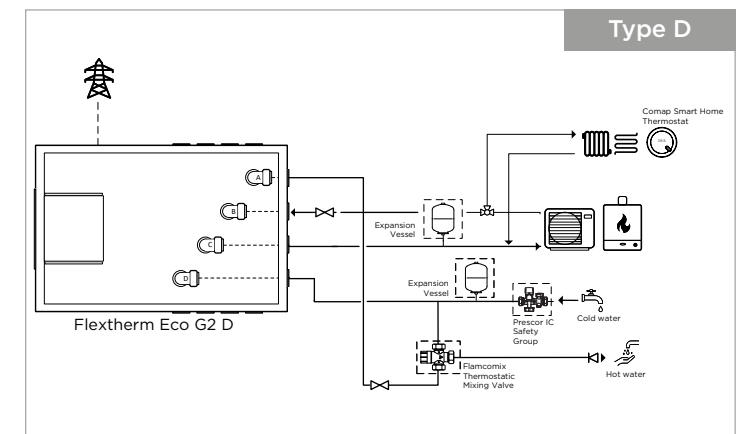 Type D
Comap Smart Home
Thermostat
A
B
C
D
Expansion
Vessel
Expansion
Vessel
Flextherm Eco G2 D
Prescor IC
Safety
Group
Cold water
Flamcomix
Thermostatic
Mixing Valve
Hot water